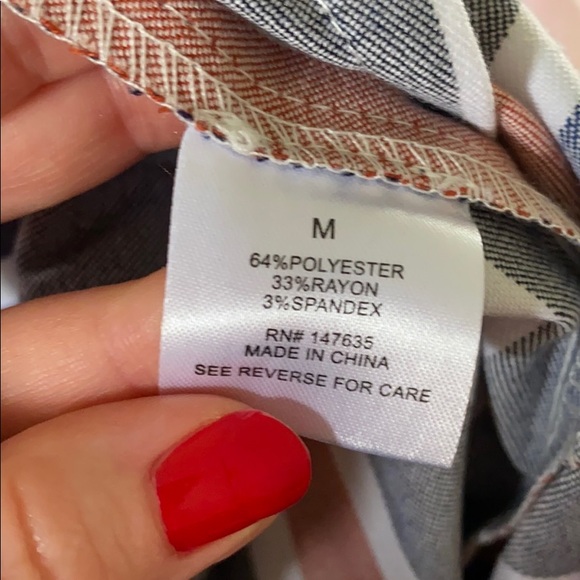 M
64%POLYESTER
33%RAYON
3%SPANDEX
RN# 147635
MADE IN CHINA
SEE REVERSE FOR CARE